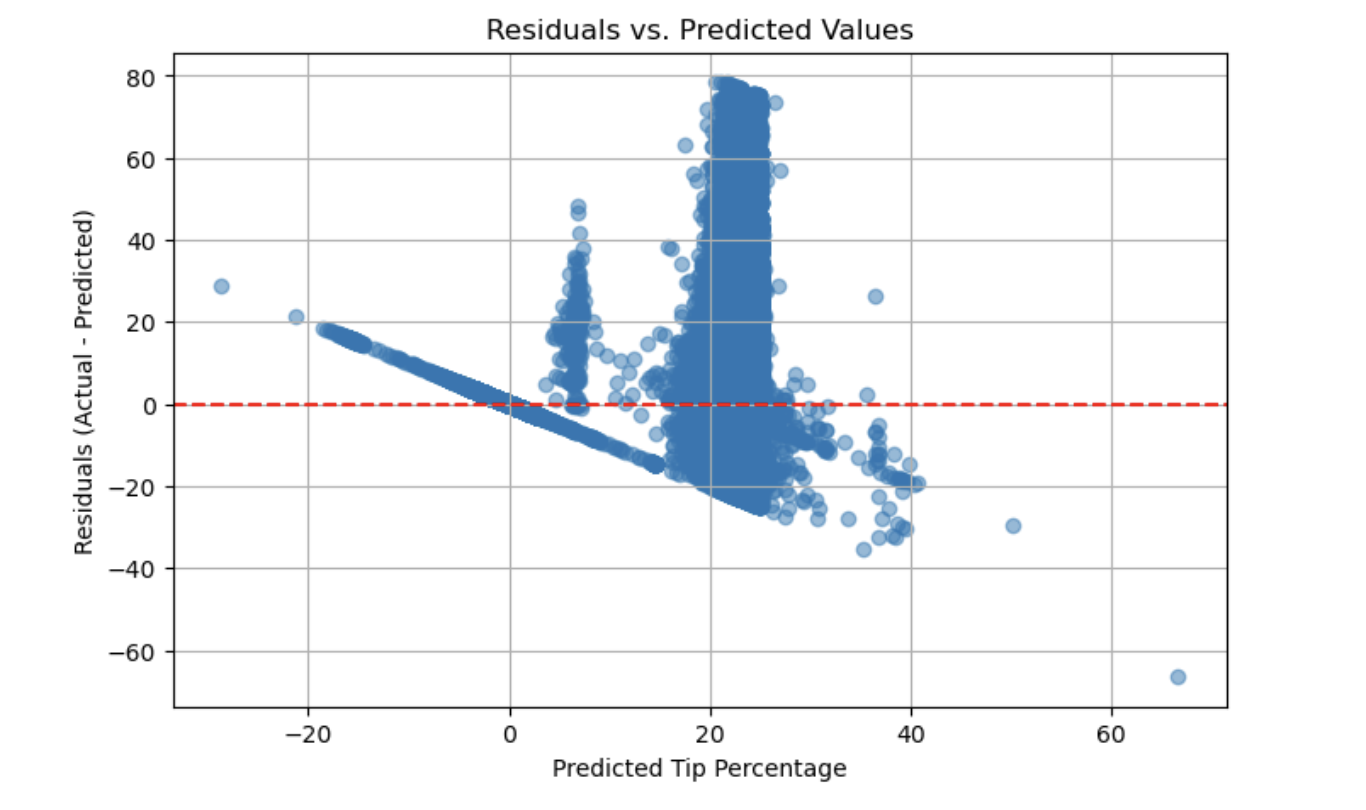 Residuals vs. Predicted Values
80
60
40
20
0
−20
−40
−60
Residuals (Actual - Predicted)
−20 0 20 40 60
Predicted Tip Percentage